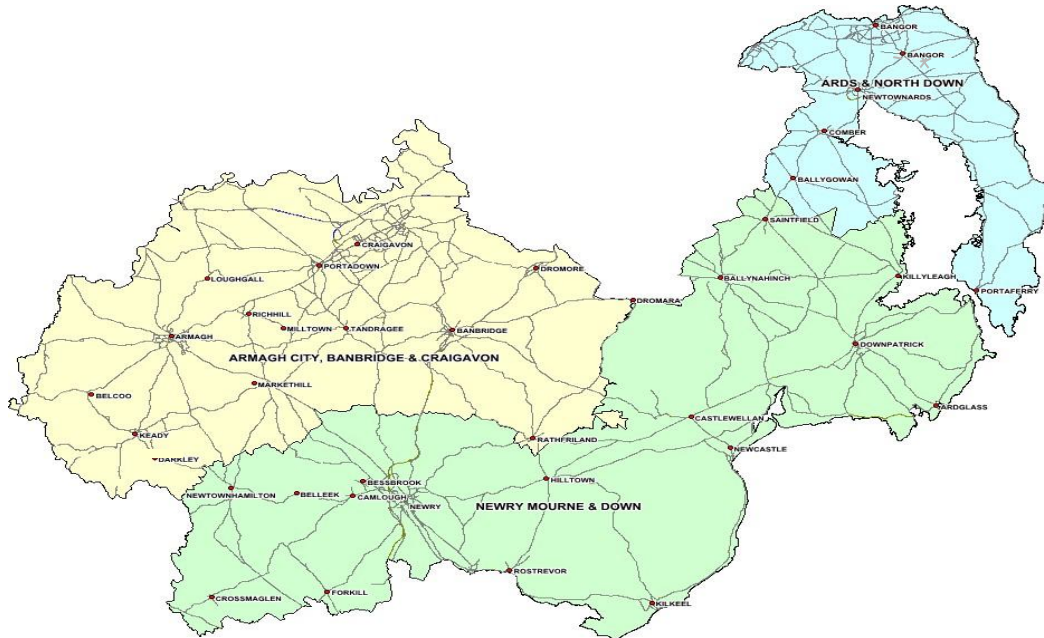 BANGOR
BANGOR
ARDS & NORTH DOWN
NEWTOWNARDS
COMBER
BALLYGOWAN
SAINTFIELD
CRAIGAVON
PORTADOWN
DROMORE
LOUGHGALL
BALLYNAHINCH
KILLYLEAGH
PORTAFERRY
DROMARA
RICHHILL
MILLTOWN
TANDRAGEE
BANBRIDGE
ARMAGH
DOWNPATRICK
ARMAGH CITY, BANBRIDGE & CRAIGAVON
MARKETHILL
BELCOO
ARDGLASS
CASTLEWELLAN
KEADY
RATHFRILAND
NEWCASTLE
DARKLEY
BESSBROOK
HILLTOWN
NEWTOWNHAMILTON
BELLEEK
CAMLOUGH
NEWRY
NEWRY MOURNE & DOWN
ROSTREVOR
FORKILL
CROSSMAGLEN
KILKEEL